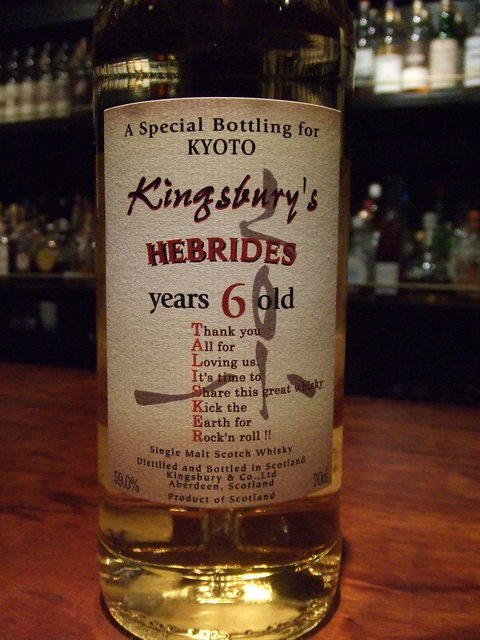 A Special Bottling for
KYOTO
Kingsbury's
HEBRIDES
years 6 old
Thank you
All for
Loving us.
It's time to
Share this great whisky
Kick the
Earth for
Rock'n roll !!
Single Malt Scotch Whisky
Distilled and Bottled in Scotland
Kingsbury & Co.,Ltd
Aberdeen, Scotland
59.0% 70cl
Product of Scotland